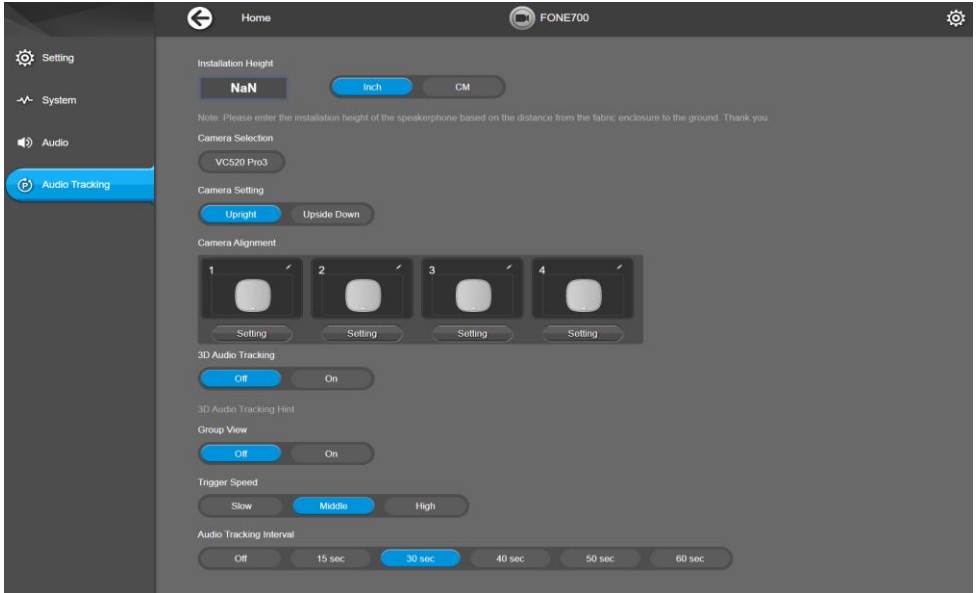 Home
FONE700
Setting
System
Audio
Audio Tracking
Installation Height
NaN
Inch CM
Note: Please enter the installation height of the speakerphone based on the distance from the fabric enclosure to the ground. Thank you
Camera Selection
VC520 Pro3
Camera Setting
Upright Upside Down
Camera Alignment
1 2 3 4
Setting Setting Setting Setting
3D Audio Tracking
Off On
3D Audio Tracking Hint
Group View
Off On
Trigger Speed
Slow Middle High
Audio Tracking Interval
Off 15 sec 30 sec 40 sec 50 sec 60 sec